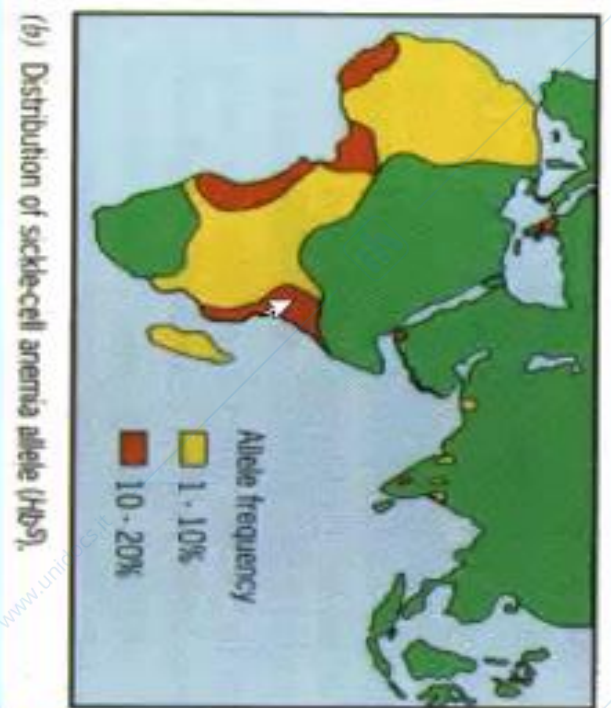 Allele frequency
1 - 10%
10 - 20%
(b) Distribution of sickle-cell anemia allele (Hbˢ).